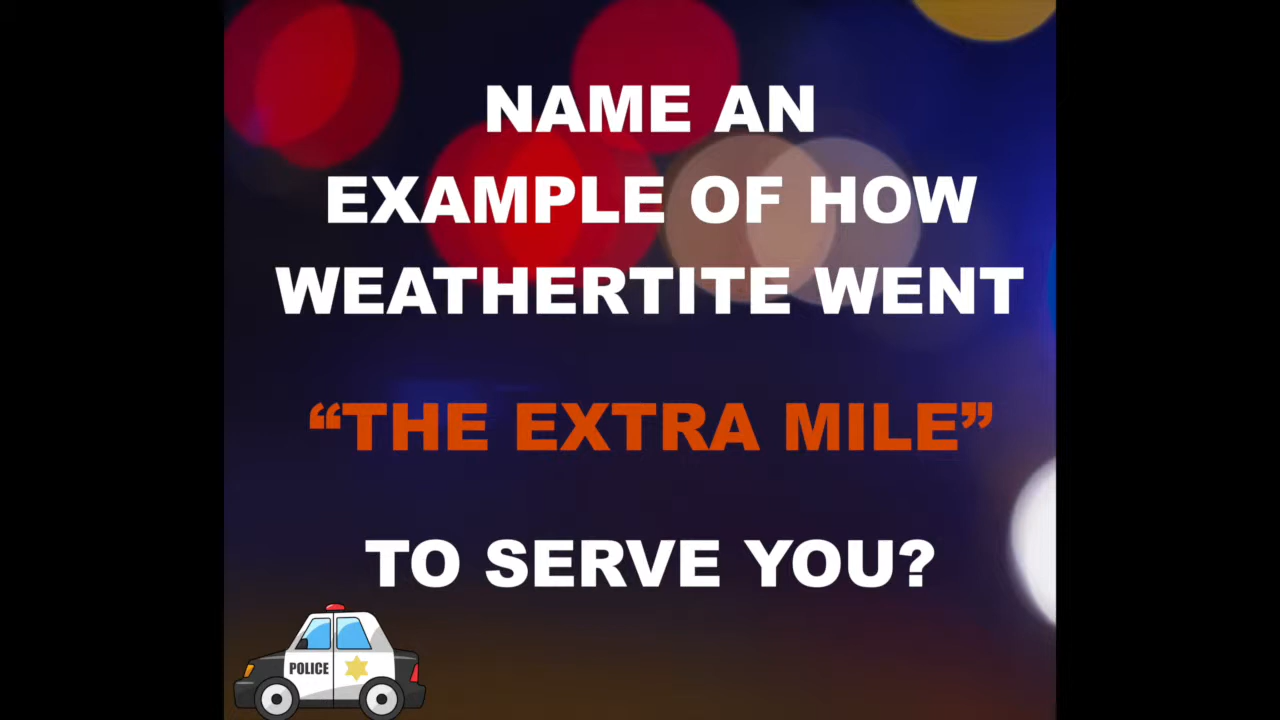 NAME AN
EXAMPLE OF HOW
WEATHERTITE WENT
“THE EXTRA MILE”
TO SERVE YOU?
POLICE